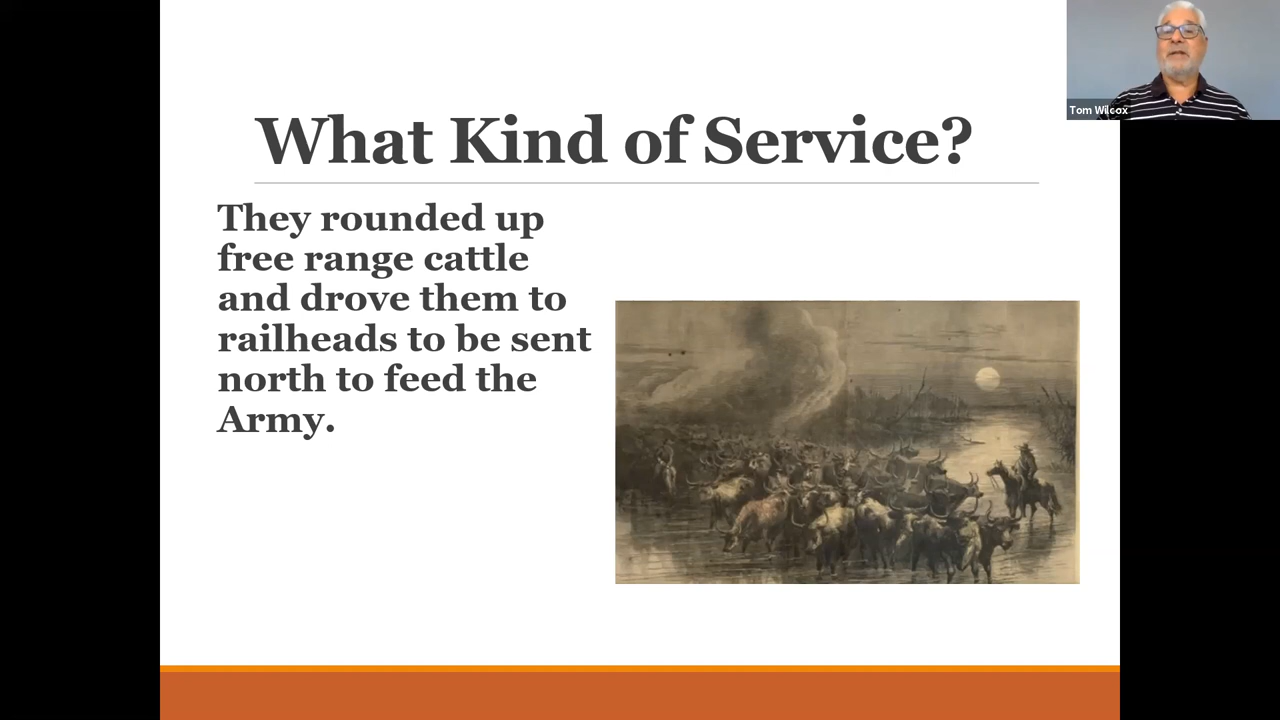 What Kind of Service?
They rounded up
free range cattle
and drove them to
railheads to be sent
north to feed the
Army.
Tom Wilcox